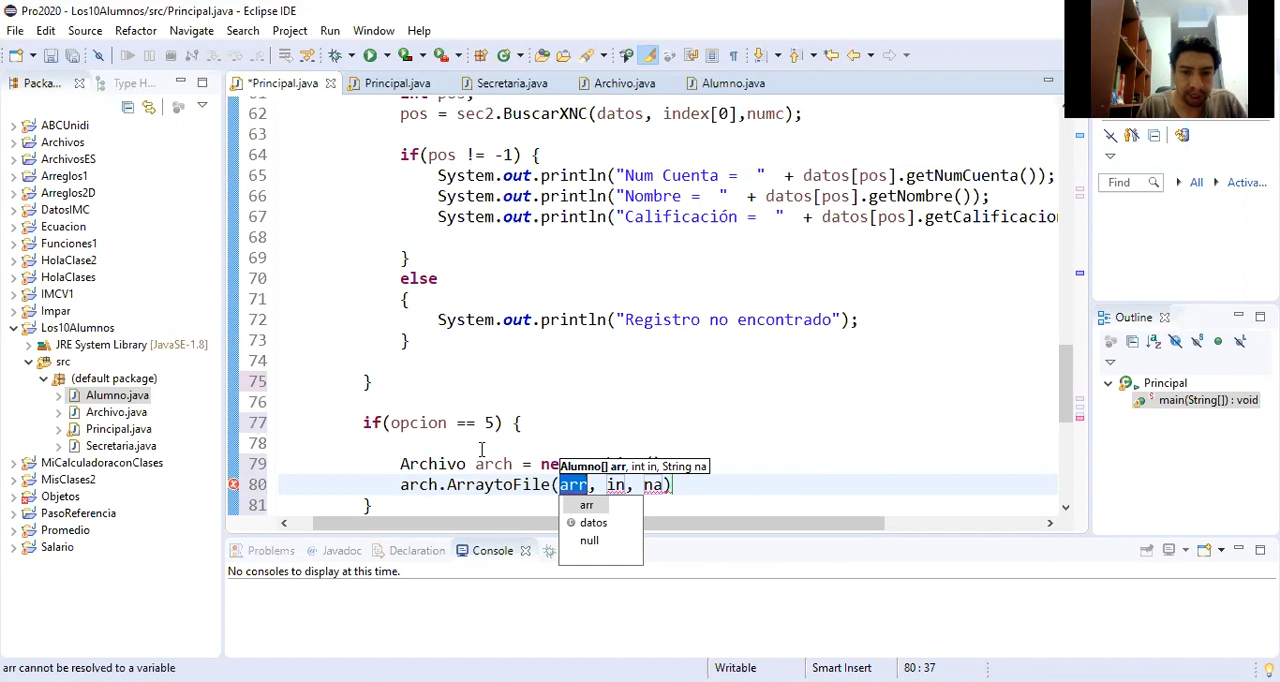 Pro2020 - Los10Alumnos/src/Principal.java - Eclipse IDE
File Edit Source Refactor Navigate Search Project Run Window Help
Packa... Type H...
*Principal.java Principal.java Secretaria.java Archivo.java Alumno.java
ABCUnidi
Archivos
ArchivosES
Arreglos1
Arreglos2D
DatosIMC
Ecuacion
Funciones1
HolaClase2
HolaClases
IMCV1
Impar
Los10Alumnos
JRE System Library [JavaSE-1.8]
src
(default package)
Alumno.java
Archivo.java
Principal.java
Secretaria.java
MiCalculadoraconClases
MisClases2
Objetos
PasoReferencia
Promedio
Salario
62 pos = sec2.BuscarXNC(datos, index[0],numc);
63
64 if(pos != -1) {
65 System.out.println("Num Cuenta =  " + datos[pos].getNumCuenta());
66 System.out.println("Nombre =  " + datos[pos].getNombre());
67 System.out.println("Calificación =  " + datos[pos].getCalificacion
68
69 }
70 else
71 {
72 System.out.println("Registro no encontrado");
73 }
74
75 }
76
77 if(opcion == 5) {
78
79 Archivo arch = ne
Alumno[] arr, int in, String na
80 arch.ArraytoFile(arr, in, na)
81 }
arr
datos
null
Find All Activa...
Outline
Principal
main(String[]) : void
Problems Javadoc Declaration Console
No consoles to display at this time.
arr cannot be resolved to a variable Writable Smart Insert 80 : 37